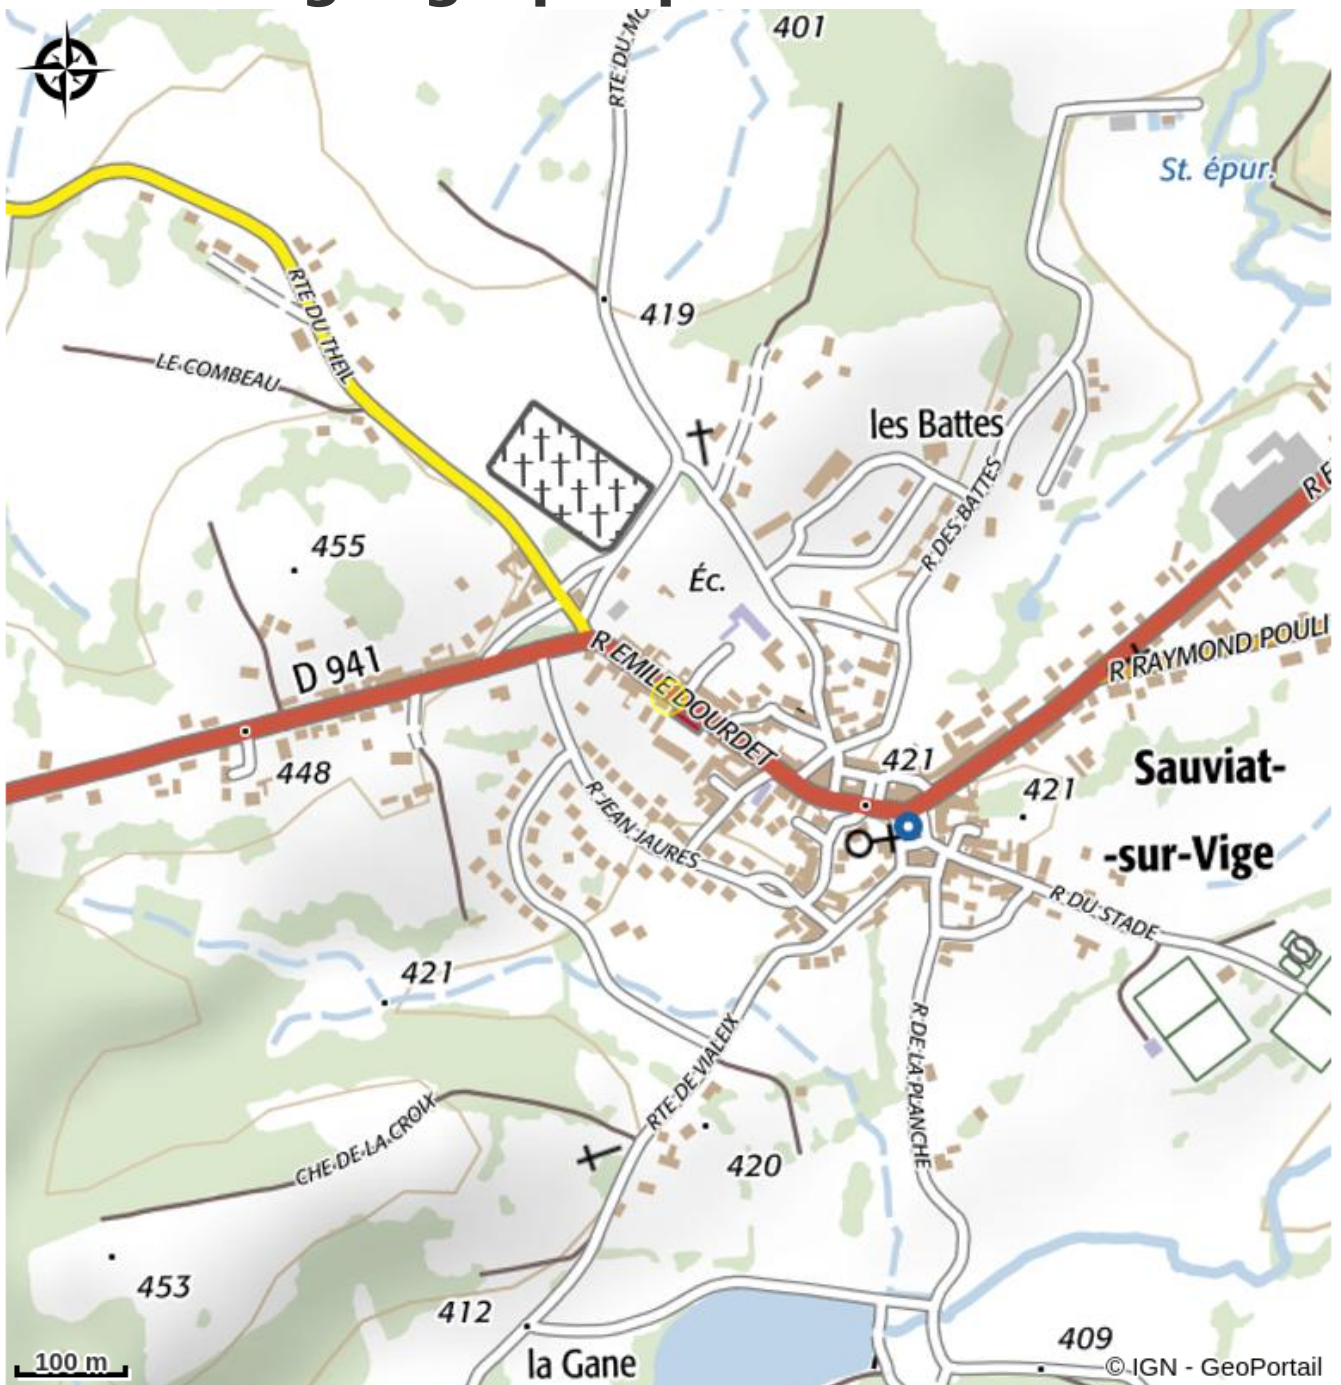 401
RTE DU MO
St. épur.
419
RTE DU THEIL
LE COMBEAU
les Battes
R DES BATTES
455
Éc.
R E
D 941
R EMILE DOURDET
R RAYMOND POULI
448
421
421
Sauviat-
-sur-Vige
R JEAN JAURES
R DU STADE
421
RTE DE VIALEIX
R DE LA PLANCHE
CHE DE LA CROIX
420
453
412
409
la Gane
100 m
© IGN - GeoPortail